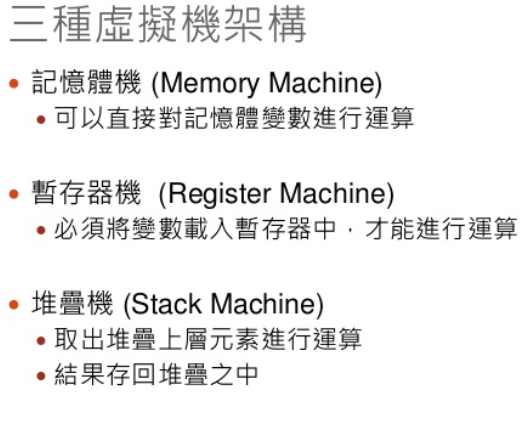 三種虛擬機架構
• 記憶體機 (Memory Machine)
• 可以直接對記憶體變數進行運算
• 暫存器機 (Register Machine)
• 必須將變數載入暫存器中，才能進行運算
• 堆疊機 (Stack Machine)
• 取出堆疊上層元素進行運算
• 結果存回堆疊之中